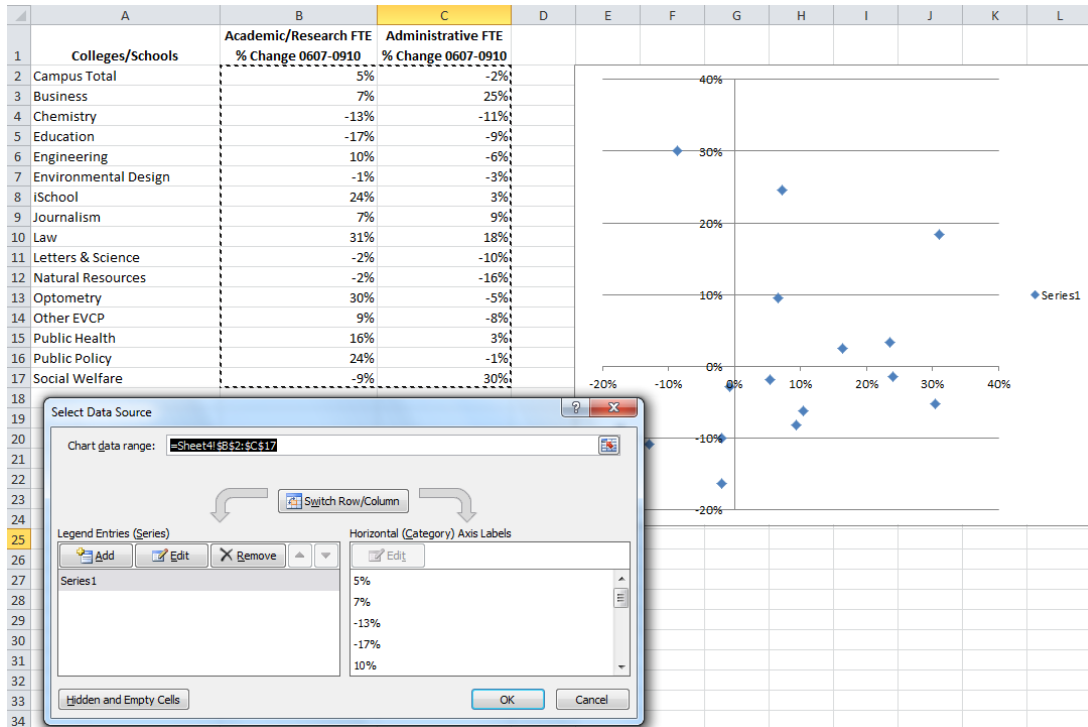 A B C D E F G H I J K L
Academic/Research FTE Administrative FTE
1 Colleges/Schools % Change 0607-0910 % Change 0607-0910
2 Campus Total 5% -2%
3 Business 7% 25%
4 Chemistry -13% -11%
5 Education -17% -9%
6 Engineering 10% -6%
7 Environmental Design -1% -3%
8 iSchool 24% 3%
9 Journalism 7% 9%
10 Law 31% 18%
11 Letters & Science -2% -10%
12 Natural Resources -2% -16%
13 Optometry 30% -5%
14 Other EVCP 9% -8%
15 Public Health 16% 3%
16 Public Policy 24% -1%
17 Social Welfare -9% 30%
18
19
20
21
22
23
24
25
26
27
28
29
30
31
32
33
34
40%
30%
20%
10%
0%
-20% -10% 0% 10% 20% 30% 40%
-10%
-20%
Series1
Select Data Source
?
Chart data range: =Sheet4!$B$2:$C$17
Switch Row/Column
Legend Entries (Series)
Add Edit Remove
Series1
Horizontal (Category) Axis Labels
Edit
5%
7%
-13%
-17%
10%
Hidden and Empty Cells
OK Cancel